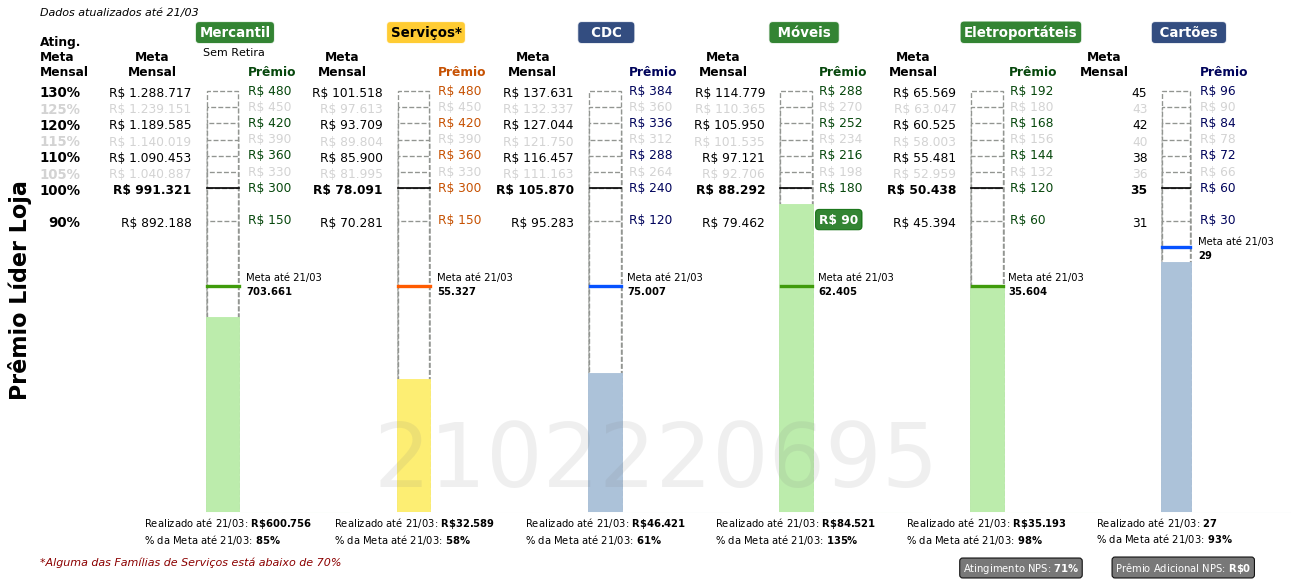 Dados atualizados até 21/03
Mercantil Serviços* CDC Móveis Eletroportáteis Cartões
Sem Retira
Ating. Meta Mensal
Meta Mensal Prêmio Meta Mensal Prêmio Meta Mensal Prêmio Meta Mensal Prêmio Meta Mensal Prêmio Meta Mensal Prêmio
130% R$ 1.288.717 R$ 480 R$ 101.518 R$ 480 R$ 137.631 R$ 384 R$ 114.779 R$ 288 R$ 65.569 R$ 192 45 R$ 96
125% R$ 1.239.151 R$ 450 R$ 97.613 R$ 450 R$ 132.337 R$ 360 R$ 110.365 R$ 270 R$ 63.047 R$ 180 43 R$ 90
120% R$ 1.189.585 R$ 420 R$ 93.709 R$ 420 R$ 127.044 R$ 336 R$ 105.950 R$ 252 R$ 60.525 R$ 168 42 R$ 84
115% R$ 1.140.019 R$ 390 R$ 89.804 R$ 390 R$ 121.750 R$ 312 R$ 101.535 R$ 234 R$ 58.003 R$ 156 40 R$ 78
110% R$ 1.090.453 R$ 360 R$ 85.900 R$ 360 R$ 116.457 R$ 288 R$ 97.121 R$ 216 R$ 55.481 R$ 144 38 R$ 72
105% R$ 1.040.887 R$ 330 R$ 81.995 R$ 330 R$ 111.163 R$ 264 R$ 92.706 R$ 198 R$ 52.959 R$ 132 36 R$ 66
100% R$ 991.321 R$ 300 R$ 78.091 R$ 300 R$ 105.870 R$ 240 R$ 88.292 R$ 180 R$ 50.438 R$ 120 35 R$ 60
90% R$ 892.188 R$ 150 R$ 70.281 R$ 150 R$ 95.283 R$ 120 R$ 79.462 R$ 90 R$ 45.394 R$ 60 31 R$ 30
Meta até 21/03
29
Meta até 21/03 Meta até 21/03 Meta até 21/03 Meta até 21/03 Meta até 21/03
703.661 55.327 75.007 62.405 35.604
Prêmio Líder Loja
2102220695
Realizado até 21/03: R$600.756 Realizado até 21/03: R$32.589 Realizado até 21/03: R$46.421 Realizado até 21/03: R$84.521 Realizado até 21/03: R$35.193 Realizado até 21/03: 27
% da Meta até 21/03: 85% % da Meta até 21/03: 58% % da Meta até 21/03: 61% % da Meta até 21/03: 135% % da Meta até 21/03: 98% % da Meta até 21/03: 93%
*Alguma das Famílias de Serviços está abaixo de 70%
Atingimento NPS: 71% Prêmio Adicional NPS: R$0